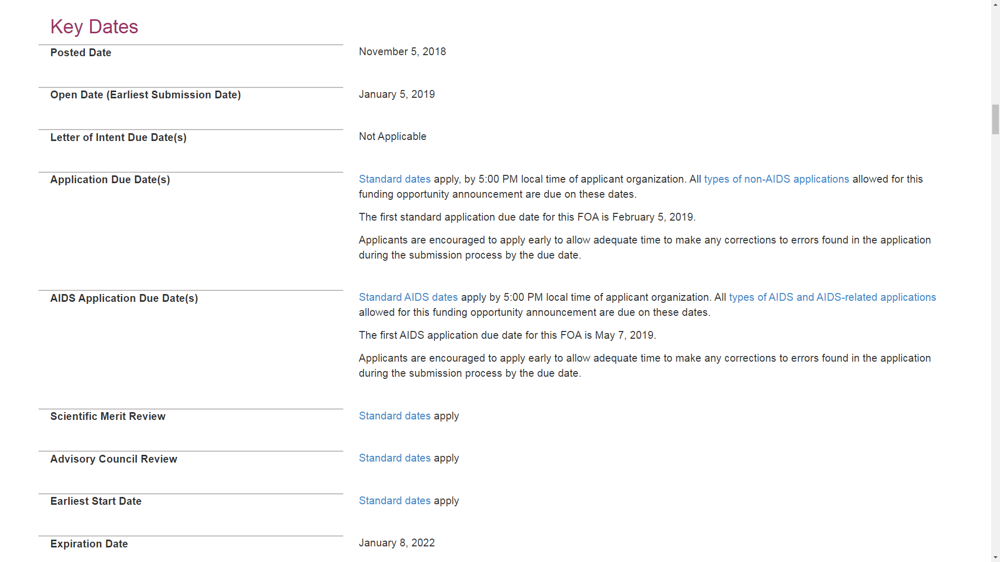 Key Dates
Posted Date
November 5, 2018
Open Date (Earliest Submission Date)
January 5, 2019
Letter of Intent Due Date(s)
Not Applicable
Application Due Date(s)
Standard dates apply, by 5:00 PM local time of applicant organization. All types of non-AIDS applications allowed for this
funding opportunity announcement are due on these dates.
The first standard application due date for this FOA is February 5, 2019.
Applicants are encouraged to apply early to allow adequate time to make any corrections to errors found in the application
during the submission process by the due date.
AIDS Application Due Date(s)
Standard AIDS dates apply by 5:00 PM local time of applicant organization. All types of AIDS and AIDS-related applications
allowed for this funding opportunity announcement are due on these dates.
The first AIDS application due date for this FOA is May 7, 2019.
Applicants are encouraged to apply early to allow adequate time to make any corrections to errors found in the application
during the submission process by the due date.
Scientific Merit Review
Standard dates apply
Advisory Council Review
Standard dates apply
Earliest Start Date
Standard dates apply
Expiration Date
January 8, 2022